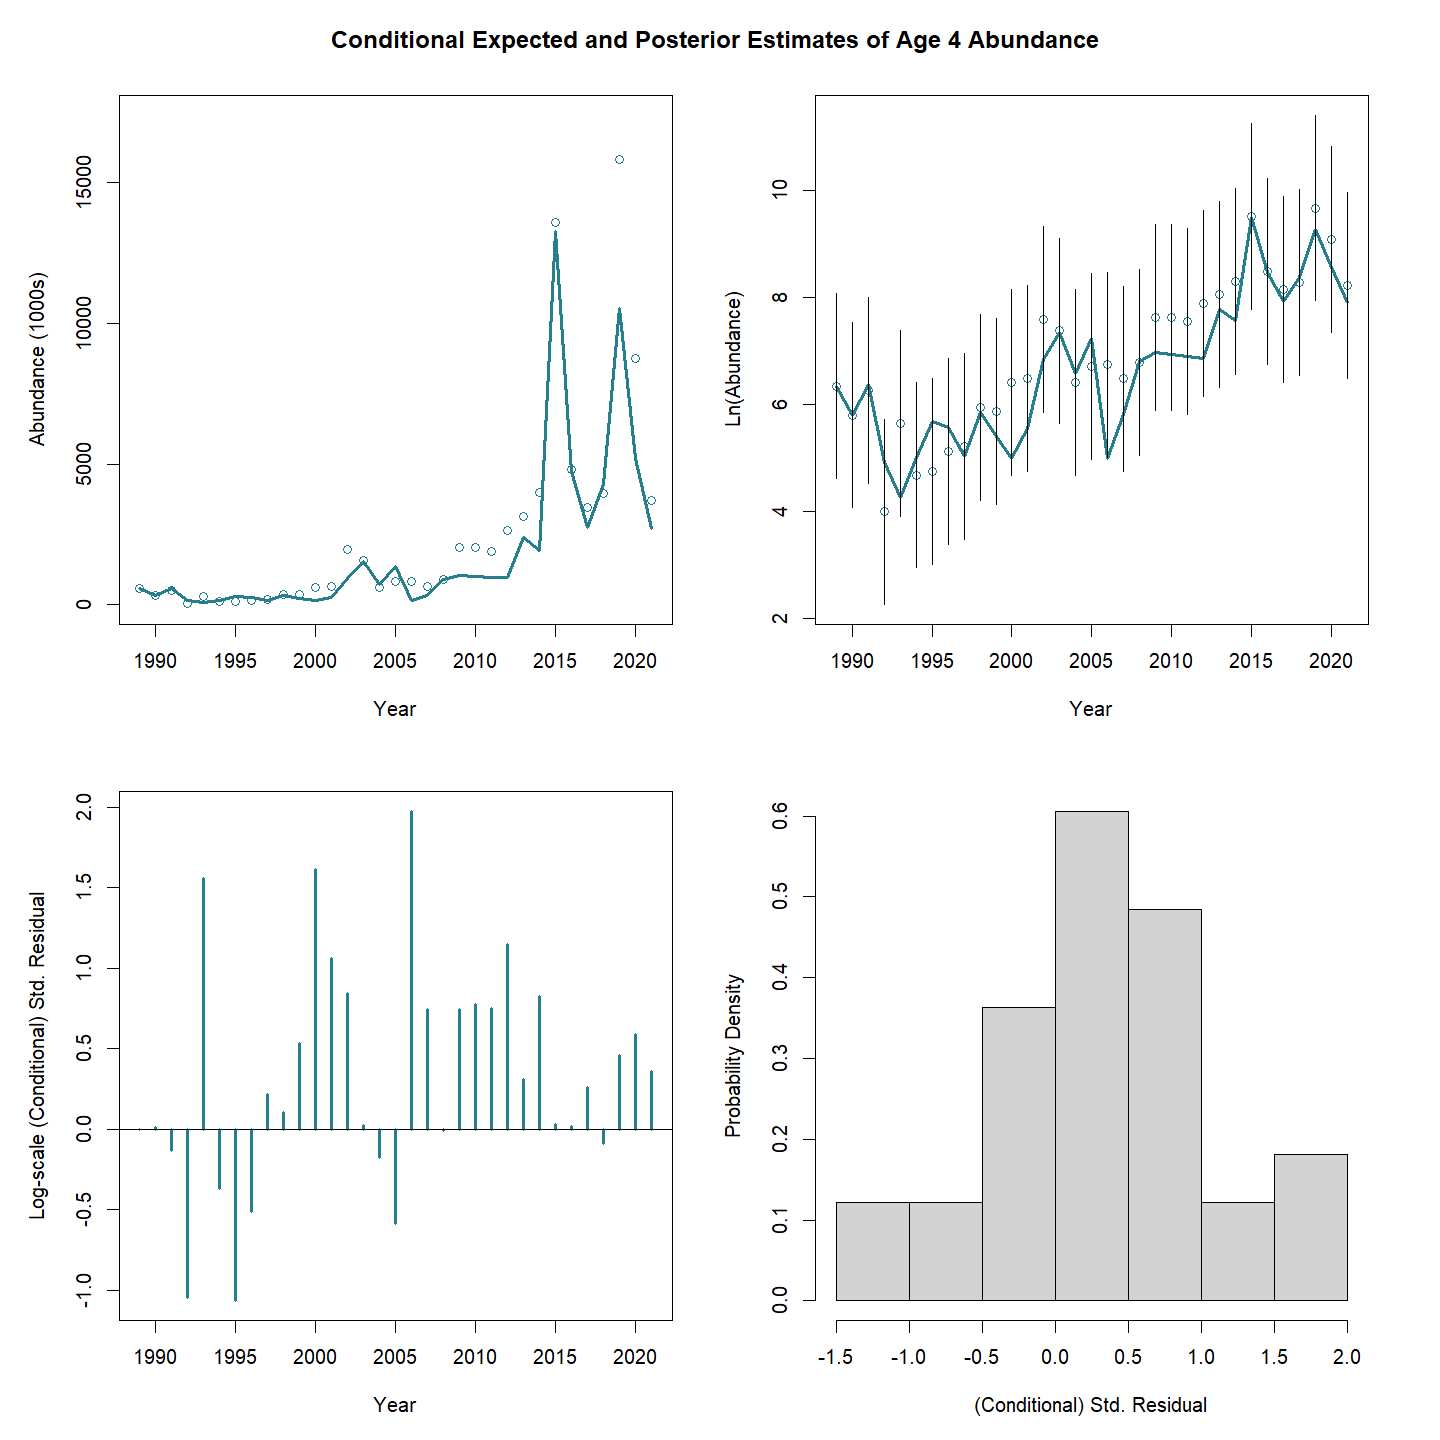 Conditional Expected and Posterior Estimates of Age 4 Abundance
Abundance (1000s)
15000
10000
5000
0
1990 1995 2000 2005 2010 2015 2020
Year
Ln(Abundance)
10
8
6
4
2
1990 1995 2000 2005 2010 2015 2020
Year
Log-scale (Conditional) Std. Residual
2.0
1.5
1.0
0.5
0.0
-0.5
-1.0
1990 1995 2000 2005 2010 2015 2020
Year
Probability Density
0.6
0.5
0.4
0.3
0.2
0.1
0.0
-1.5 -1.0 -0.5 0.0 0.5 1.0 1.5 2.0
(Conditional) Std. Residual